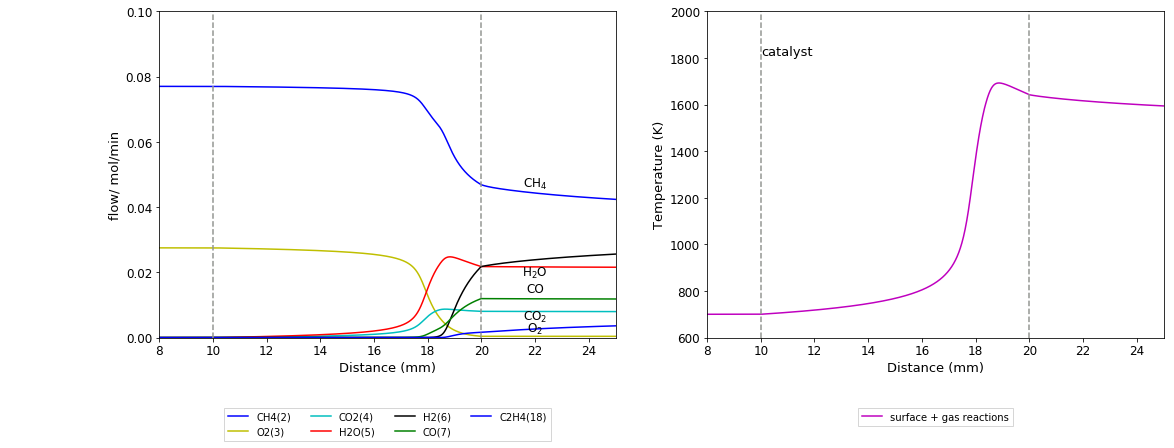 0.10
0.08
0.06
0.04
0.02
0.00
flow/ mol/min
CH₄
H₂O
CO
CO₂
O₂
8 10 12 14 16 18 20 22 24
Distance (mm)
CH4(2) CO2(4) H2(6) C2H4(18)
O2(3) H2O(5) CO(7)
2000
1800
1600
1400
1200
1000
800
600
Temperature (K)
catalyst
8 10 12 14 16 18 20 22 24
Distance (mm)
surface + gas reactions